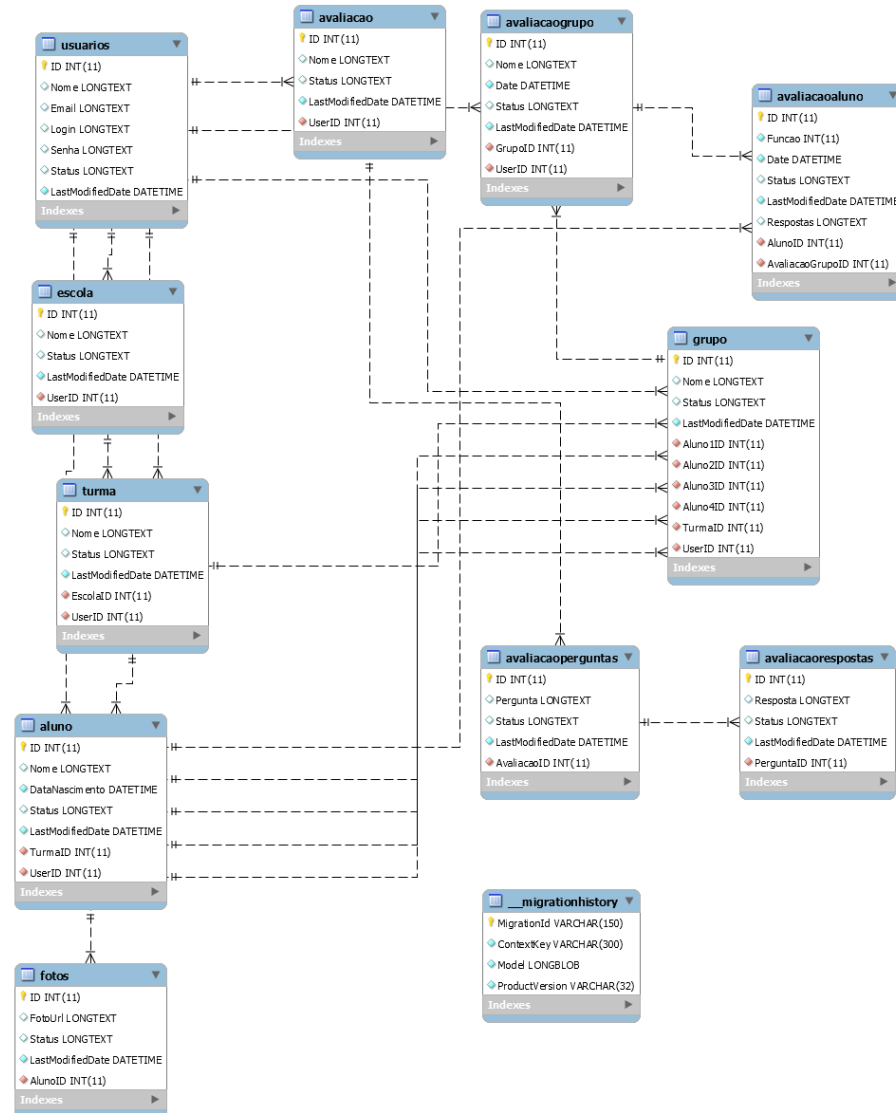 usuarios
ID INT(11)
Nome LONGTEXT
Email LONGTEXT
Login LONGTEXT
Senha LONGTEXT
Status LONGTEXT
LastModifiedDate DATETIME
Indexes
avaliacao
ID INT(11)
Nome LONGTEXT
Status LONGTEXT
LastModifiedDate DATETIME
UserID INT(11)
Indexes
avaliacaogrupo
ID INT(11)
Nome LONGTEXT
Date DATETIME
Status LONGTEXT
LastModifiedDate DATETIME
GrupoID INT(11)
UserID INT(11)
Indexes
avaliacaoaluno
ID INT(11)
Funcao INT(11)
Date DATETIME
Status LONGTEXT
LastModifiedDate DATETIME
Respostas LONGTEXT
AlunoID INT(11)
AvaliacaoGrupoID INT(11)
Indexes
escola
ID INT(11)
Nome LONGTEXT
Status LONGTEXT
LastModifiedDate DATETIME
UserID INT(11)
Indexes
grupo
ID INT(11)
Nome LONGTEXT
Status LONGTEXT
LastModifiedDate DATETIME
Aluno1ID INT(11)
Aluno2ID INT(11)
Aluno3ID INT(11)
Aluno4ID INT(11)
TurmaID INT(11)
UserID INT(11)
Indexes
turma
ID INT(11)
Nome LONGTEXT
Status LONGTEXT
LastModifiedDate DATETIME
EscolaID INT(11)
UserID INT(11)
Indexes
avaliacaoperguntas
ID INT(11)
Pergunta LONGTEXT
Status LONGTEXT
LastModifiedDate DATETIME
AvaliacaoID INT(11)
Indexes
avaliacaorespostas
ID INT(11)
Resposta LONGTEXT
Status LONGTEXT
LastModifiedDate DATETIME
PerguntaID INT(11)
Indexes
aluno
ID INT(11)
Nome LONGTEXT
DataNascimento DATETIME
Status LONGTEXT
LastModifiedDate DATETIME
TurmaID INT(11)
UserID INT(11)
Indexes
__migrationhistory
MigrationId VARCHAR(150)
ContextKey VARCHAR(300)
Model LONGBLOB
ProductVersion VARCHAR(32)
Indexes
fotos
ID INT(11)
FotoUrl LONGTEXT
Status LONGTEXT
LastModifiedDate DATETIME
AlunoID INT(11)
Indexes